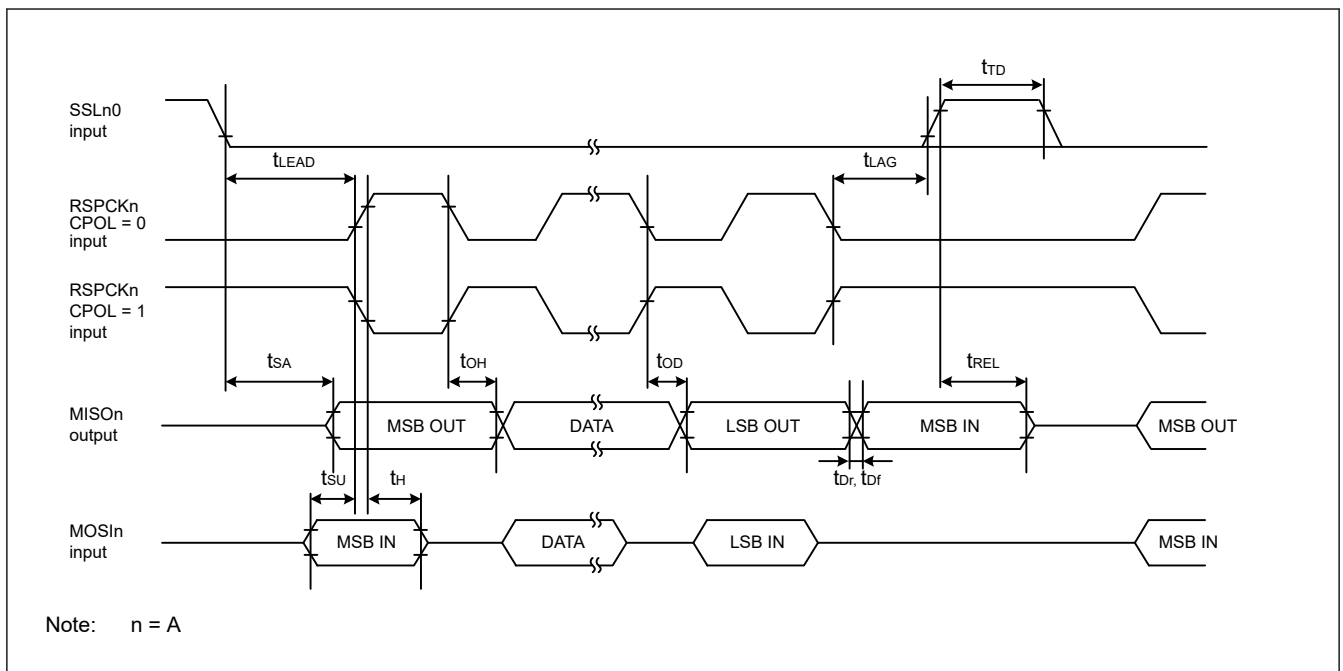 tTD
SSLn0
input
tLEAD
tLAG
RSPCKn
CPOL = 0
input
RSPCKn
CPOL = 1
input
tSA
tOH
tOD
tREL
MISOn
output
MSB OUT
DATA
LSB OUT
MSB IN
MSB OUT
tSU
tH
tDr, tDf
MOSIn
input
MSB IN
DATA
LSB IN
MSB IN
Note: n = A